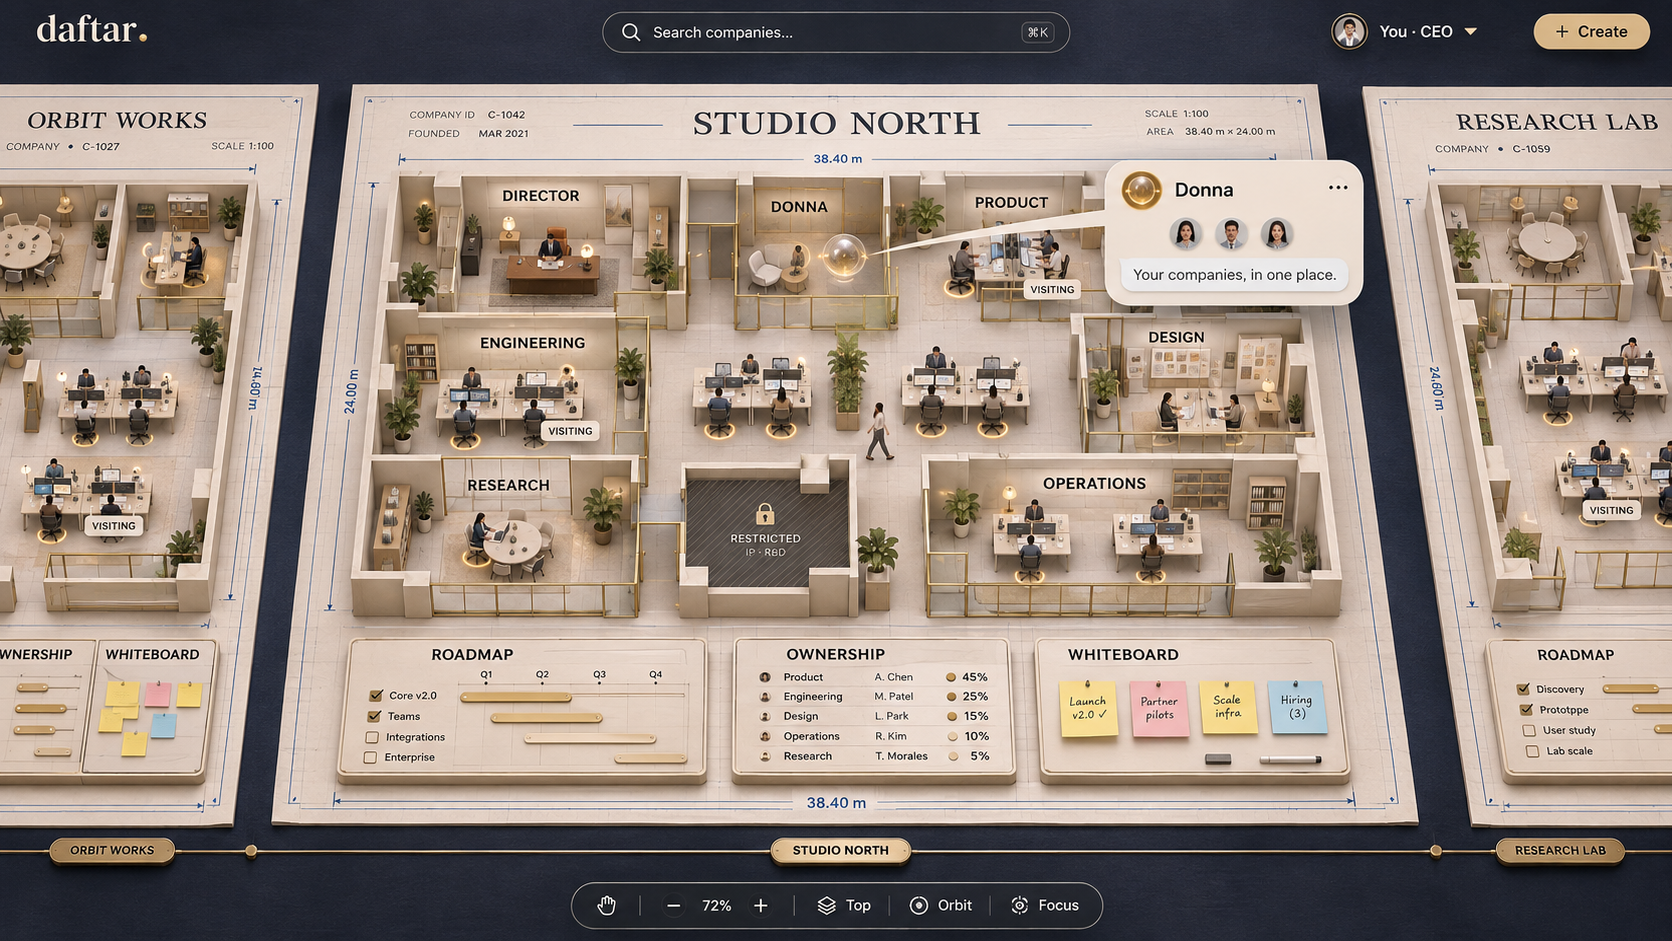 daftar.
Search companies...
⌘K
You · CEO
+ Create
ORBIT WORKS
COMPANY • C-1027
SCALE 1:100
14.80 m
VISITING
OWNERSHIP
WHITEBOARD
COMPANY ID C-1042
FOUNDED MAR 2021
STUDIO NORTH
SCALE 1:100
AREA 38.40 m × 24.00 m
38.40 m
24.00 m
DIRECTOR
DONNA
PRODUCT
VISITING
Donna
Your companies, in one place.
ENGINEERING
VISITING
DESIGN
RESEARCH
RESTRICTED
IP · R&D
OPERATIONS
ROADMAP
Q1 Q2 Q3 Q4
Core v2.0
Teams
Integrations
Enterprise
OWNERSHIP
Product A. Chen 45%
Engineering M. Patel 25%
Design L. Park 15%
Operations R. Kim 10%
Research T. Morales 5%
WHITEBOARD
Launch
v2.0 ✓
Partner
pilots
Scale
infra
Hiring
(3)
38.40 m
RESEARCH LAB
COMPANY • C-1059
24.60 m
VISITING
ROADMAP
Discovery
Prototppe
User study
Lab scale
ORBIT WORKS
STUDIO NORTH
RESEARCH LAB
72%
Top
Orbit
Focus